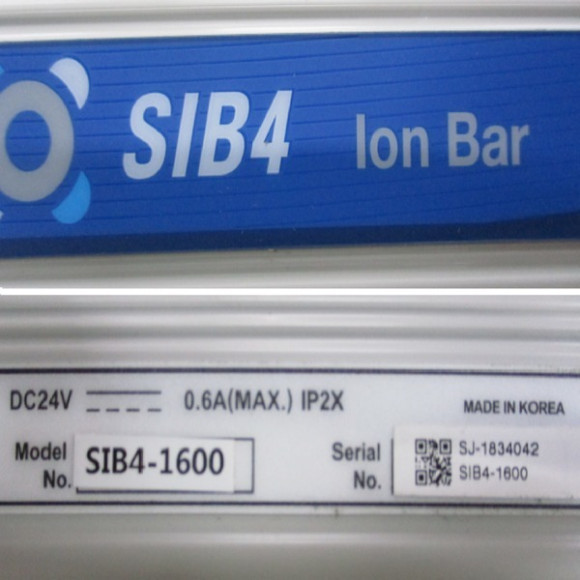 SIB4 Ion Bar
DC24V 0.6A(MAX.) IP2X
MADE IN KOREA
Model No. SIB4-1600
Serial No. SJ-1834042
SIB4-1600